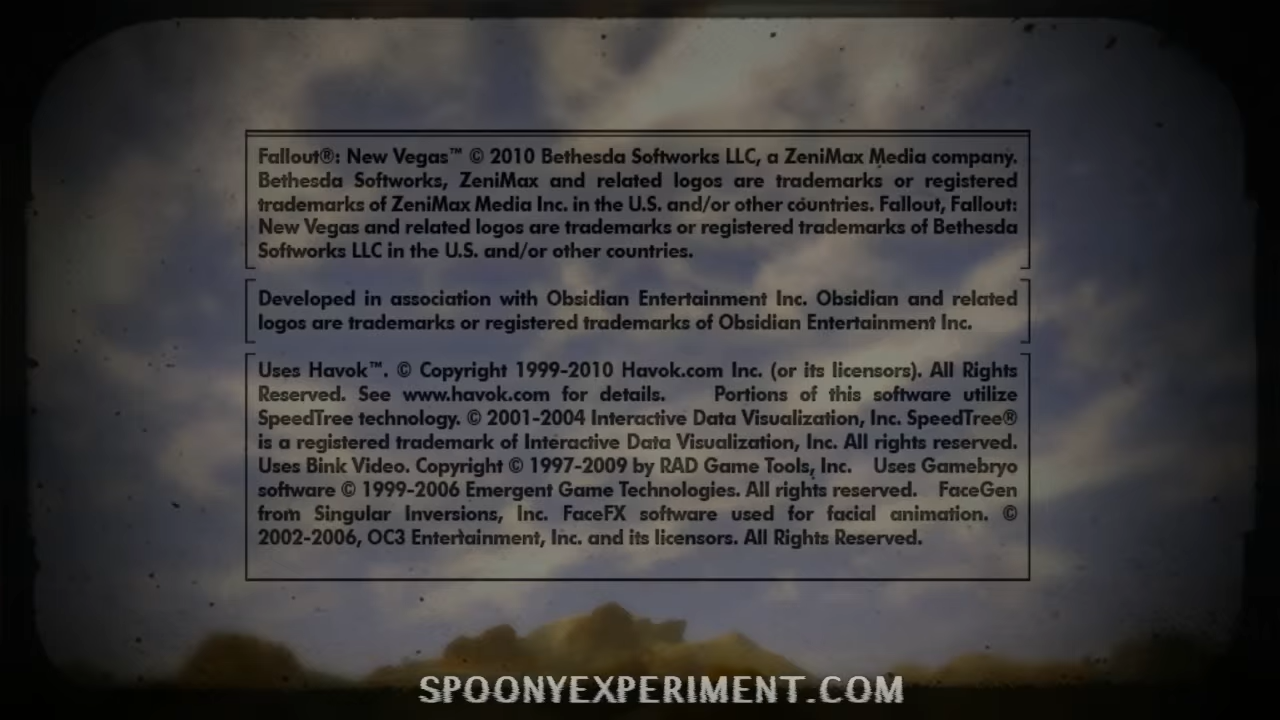 Fallout®: New Vegas™ © 2010 Bethesda Softworks LLC, a ZeniMax Media company.
Bethesda Softworks, ZeniMax and related logos are trademarks or registered
trademarks of ZeniMax Media Inc. in the U.S. and/or other countries. Fallout, Fallout:
New Vegas and related logos are trademarks or registered trademarks of Bethesda
Softworks LLC in the U.S. and/or other countries.
Developed in association with Obsidian Entertainment Inc. Obsidian and related
logos are trademarks or registered trademarks of Obsidian Entertainment Inc.
Uses Havok™. © Copyright 1999-2010 Havok.com Inc. (or its licensors). All Rights
Reserved. See www.havok.com for details. Portions of this software utilize
SpeedTree technology. © 2001-2004 Interactive Data Visualization, Inc. SpeedTree®
is a registered trademark of Interactive Data Visualization, Inc. All rights reserved.
Uses Bink Video. Copyright © 1997-2009 by RAD Game Tools, Inc. Uses Gamebryo
software © 1999-2006 Emergent Game Technologies. All rights reserved. FaceGen
from Singular Inversions, Inc. FaceFX software used for facial animation. ©
2002-2006, OC3 Entertainment, Inc. and its licensors. All Rights Reserved.
SPOONYEXPERIMENT.COM